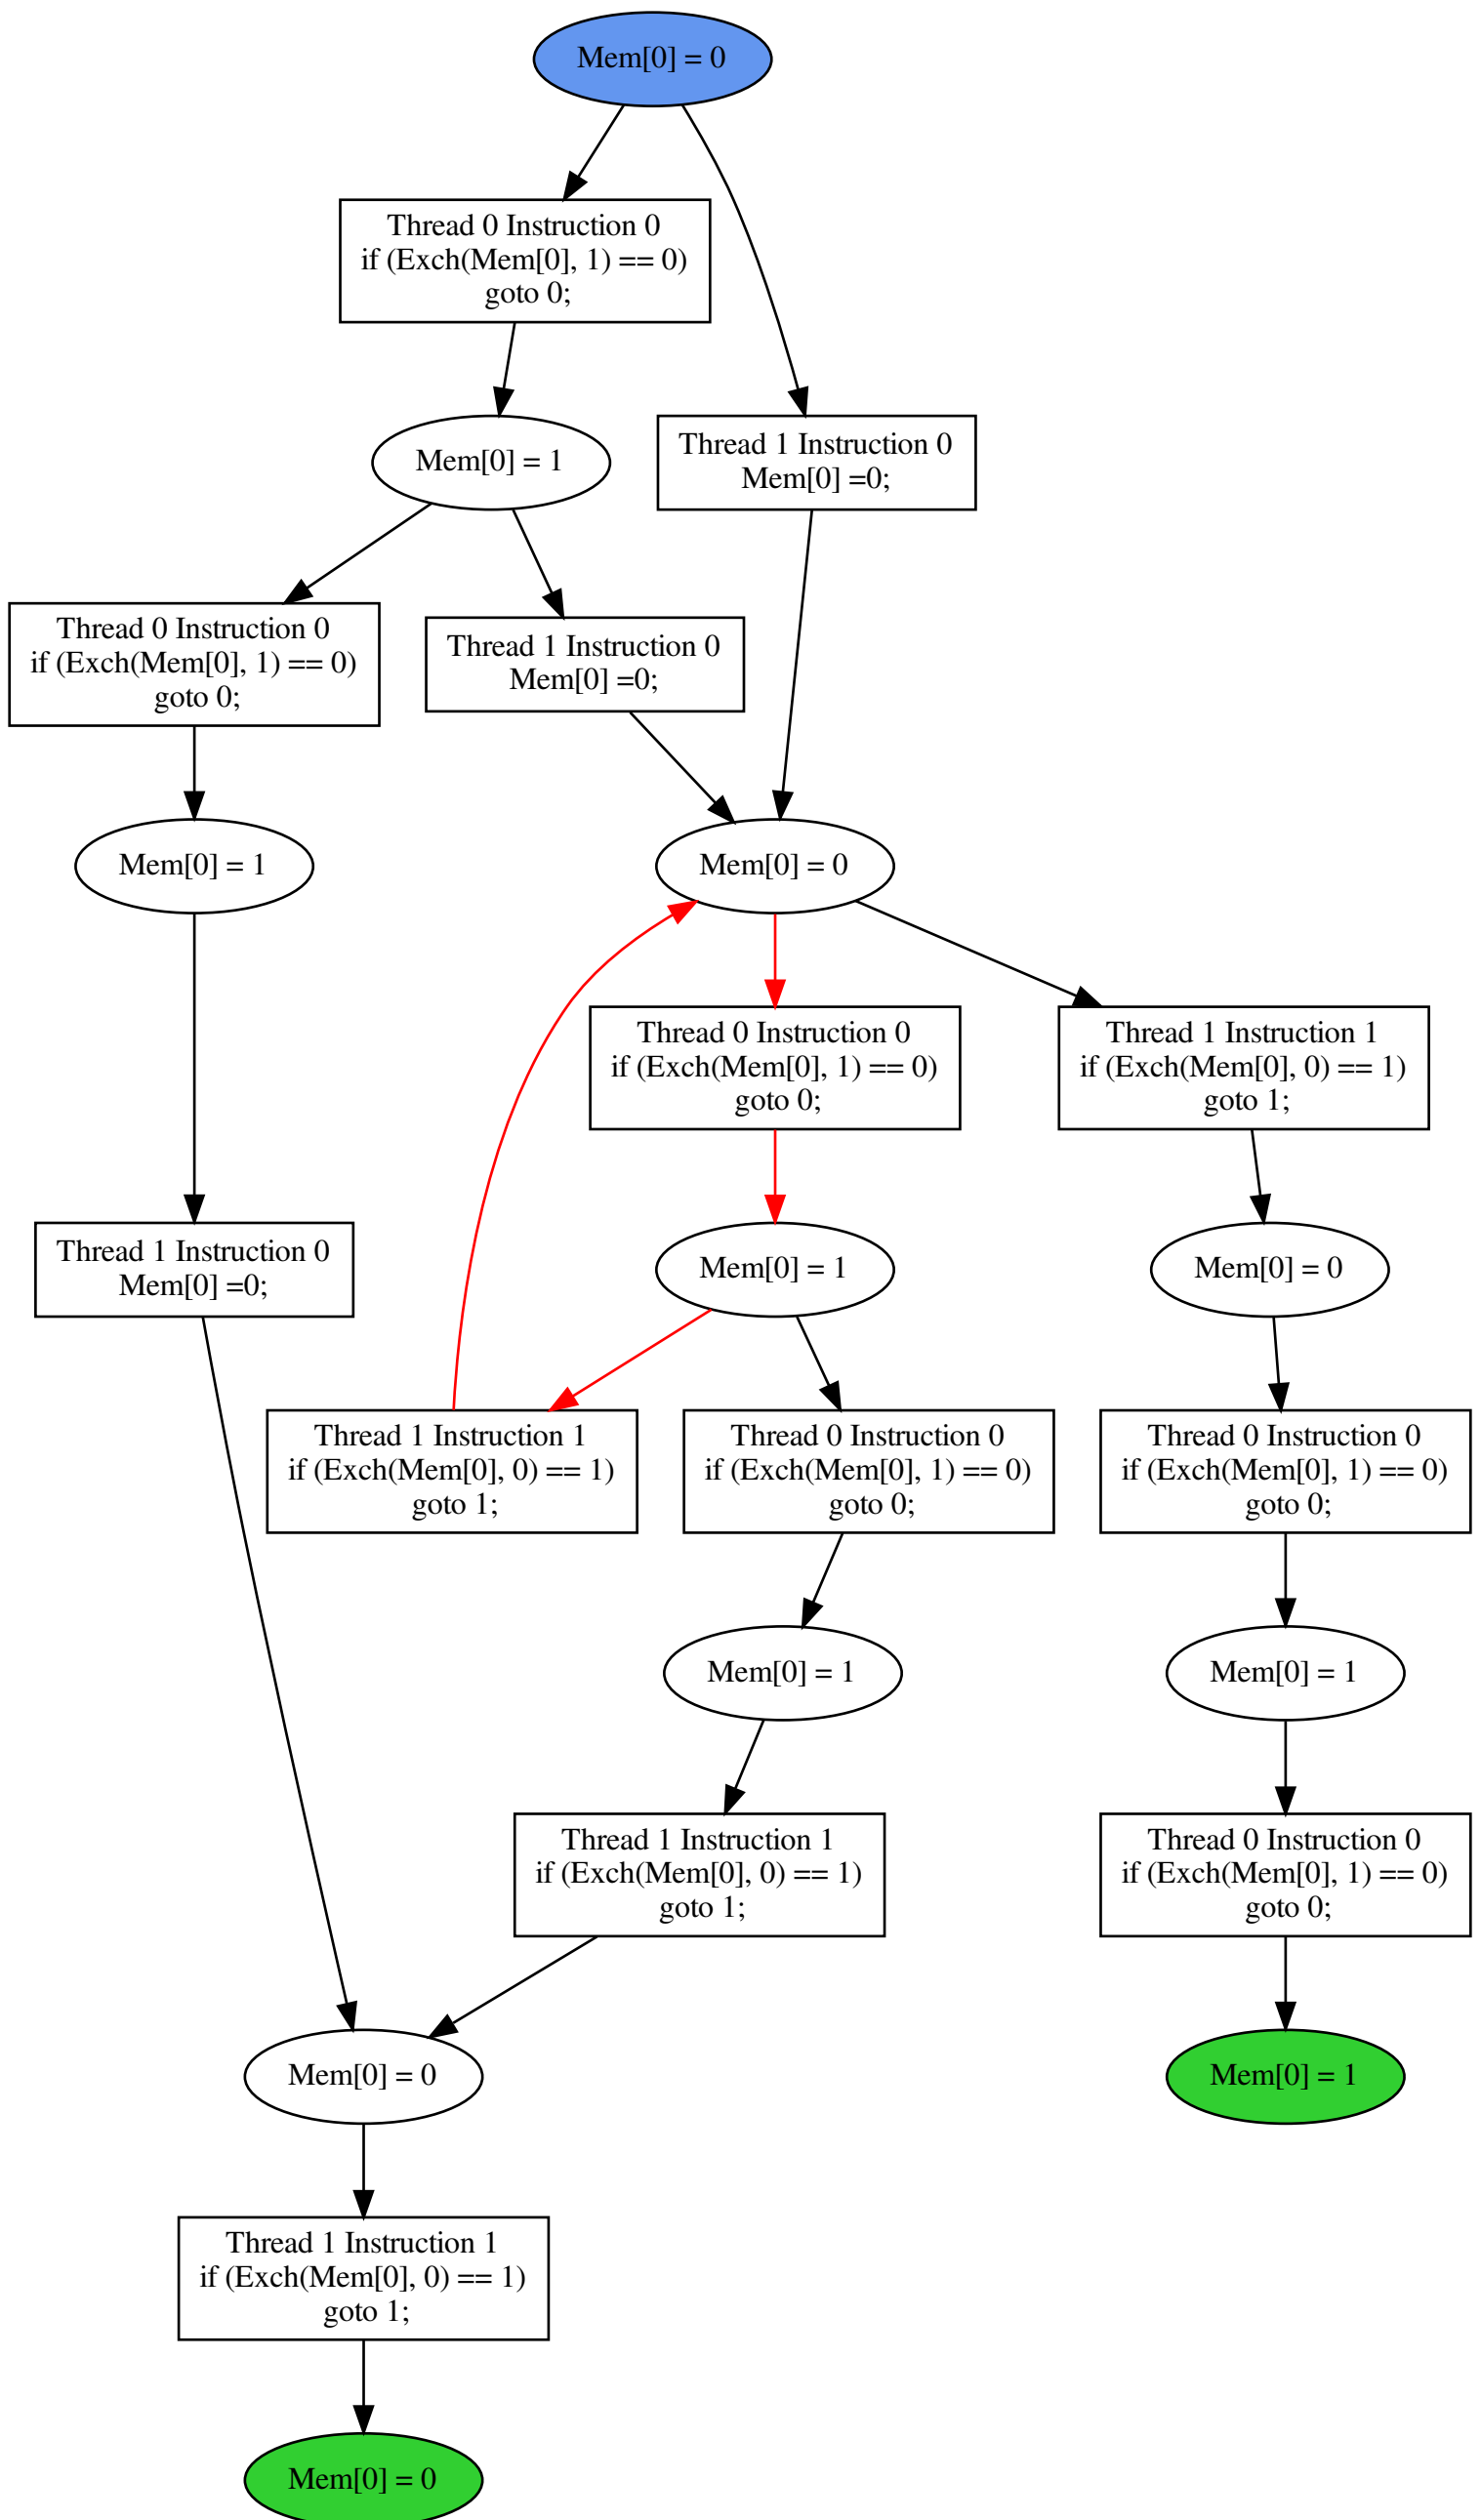 Mem[0] = 0
Thread 0 Instruction 0
if (Exch(Mem[0], 1) == 0)
goto 0;
Mem[0] = 1
Thread 1 Instruction 0
Mem[0] =0;
Thread 0 Instruction 0
if (Exch(Mem[0], 1) == 0)
goto 0;
Thread 1 Instruction 0
Mem[0] =0;
Mem[0] = 1
Mem[0] = 0
Thread 0 Instruction 0
if (Exch(Mem[0], 1) == 0)
goto 0;
Thread 1 Instruction 1
if (Exch(Mem[0], 0) == 1)
goto 1;
Thread 1 Instruction 0
Mem[0] =0;
Mem[0] = 1
Mem[0] = 0
Thread 1 Instruction 1
if (Exch(Mem[0], 0) == 1)
goto 1;
Thread 0 Instruction 0
if (Exch(Mem[0], 1) == 0)
goto 0;
Thread 0 Instruction 0
if (Exch(Mem[0], 1) == 0)
goto 0;
Mem[0] = 1
Mem[0] = 1
Thread 1 Instruction 1
if (Exch(Mem[0], 0) == 1)
goto 1;
Thread 0 Instruction 0
if (Exch(Mem[0], 1) == 0)
goto 0;
Mem[0] = 0
Mem[0] = 1
Thread 1 Instruction 1
if (Exch(Mem[0], 0) == 1)
goto 1;
Mem[0] = 0